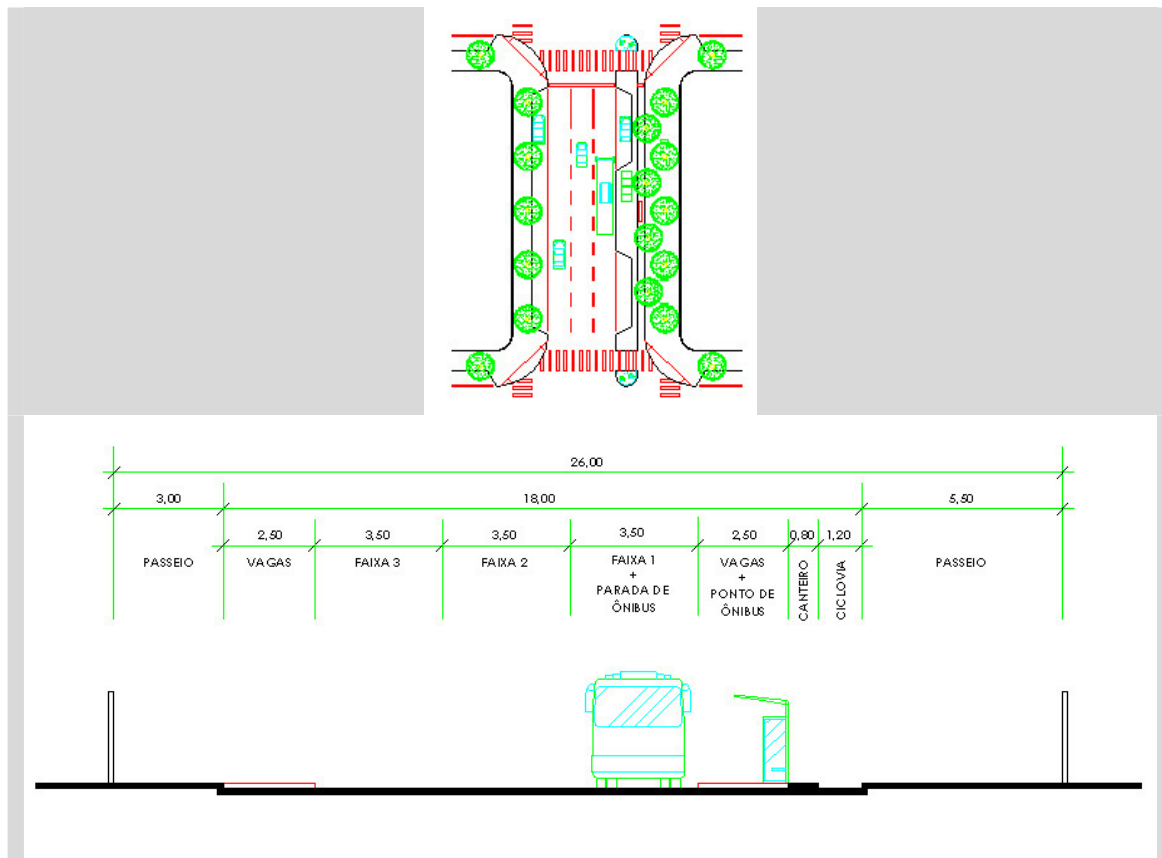 26,00
3,00
18,00
5,50
2,50
3,50
3,50
3,50
2,50
0,80
1,20
PASSEIO
VAGAS
FAIXA 3
FAIXA 2
FAIXA 1
+
PARADA DE
ÔNIBUS
VAGAS
+
PONTO DE
ÔNIBUS
CANTEIRO
CICLOVIA
PASSEIO